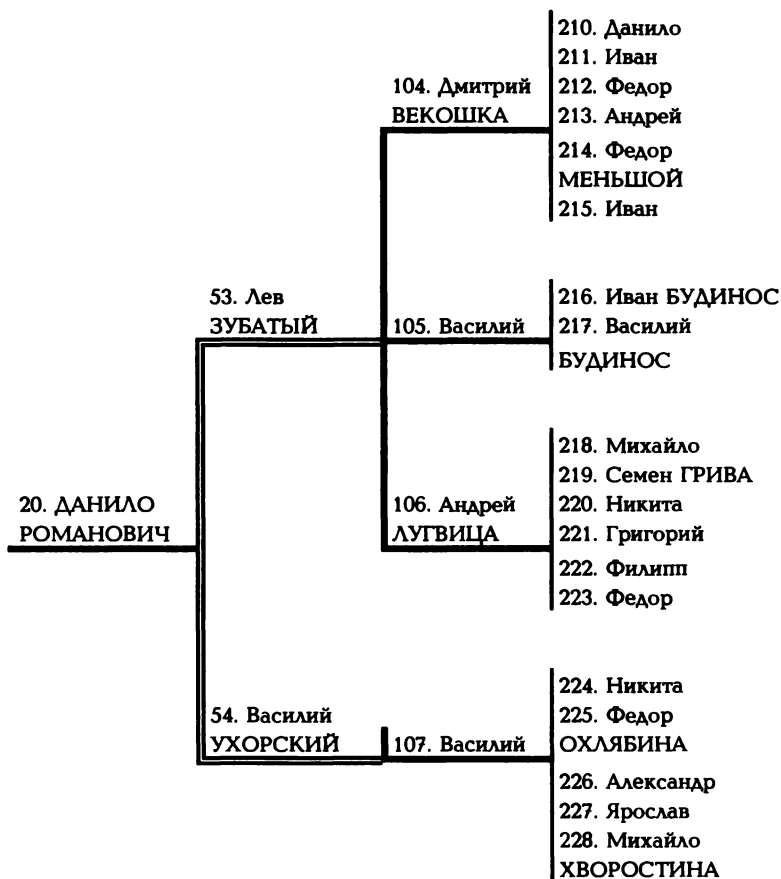 20. ДАНИЛО
РОМАНОВИЧ
53. Лев
ЗУБАТЫЙ
54. Василий
УХОРСКИЙ
104. Дмитрий
ВЕКОШКА
105. Василий
106. Андрей
ЛУГВИЦА
107. Василий
210. Данило
211. Иван
212. Федор
213. Андрей
214. Федор
МЕНЬШОЙ
215. Иван
216. Иван БУДИНОС
217. Василий
БУДИНОС
218. Михайло
219. Семен ГРИВА
220. Никита
221. Григорий
222. Филипп
223. Федор
224. Никита
225. Федор
ОХЛЯБИНА
226. Александр
227. Ярослав
228. Михайло
ХВОРОСТИНА